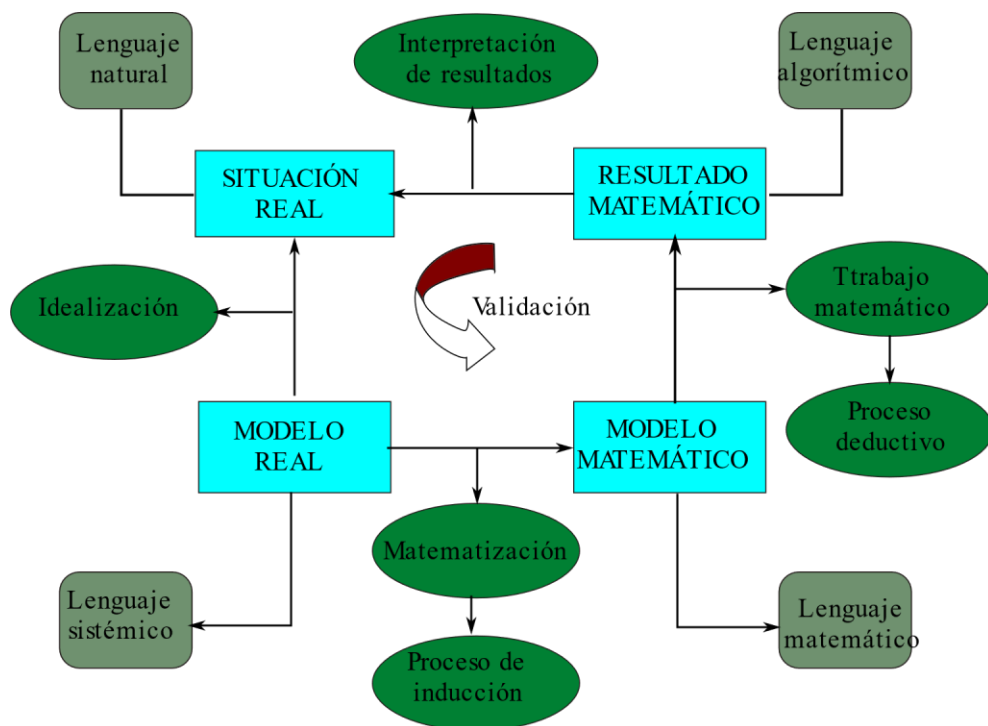 Lenguaje
natural
Interpretación
de resultados
Lenguaje
algorítmico
SITUACIÓN
REAL
RESULTADO
MATEMÁTICO
Idealización
Validación
Ttrabajo
matemático
MODELO
REAL
MODELO
MATEMÁTICO
Proceso
deductivo
Matematización
Lenguaje
sistémico
Proceso de
inducción
Lenguaje
matemático